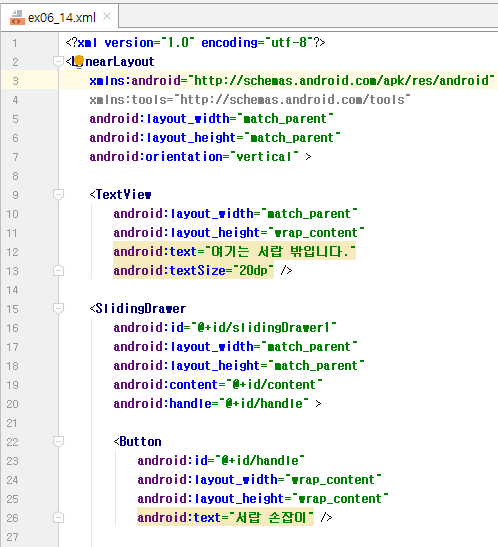 ex06_14.xml
1 <?xml version="1.0" encoding="utf-8"?>
2 <LinearLayout
3 xmlns:android="http://schemas.android.com/apk/res/android"
4 xmlns:tools="http://schemas.android.com/tools"
5 android:layout_width="match_parent"
6 android:layout_height="match_parent"
7 android:orientation="vertical" >
8
9 <TextView
10 android:layout_width="match_parent"
11 android:layout_height="wrap_content"
12 android:text="여기는 서랍 밖입니다."
13 android:textSize="20dp" />
14
15 <SlidingDrawer
16 android:id="@+id/slidingDrawer1"
17 android:layout_width="match_parent"
18 android:layout_height="match_parent"
19 android:content="@+id/content"
20 android:handle="@+id/handle" >
21
22 <Button
23 android:id="@+id/handle"
24 android:layout_width="wrap_content"
25 android:layout_height="wrap_content"
26 android:text="서랍 손잡이" />
27